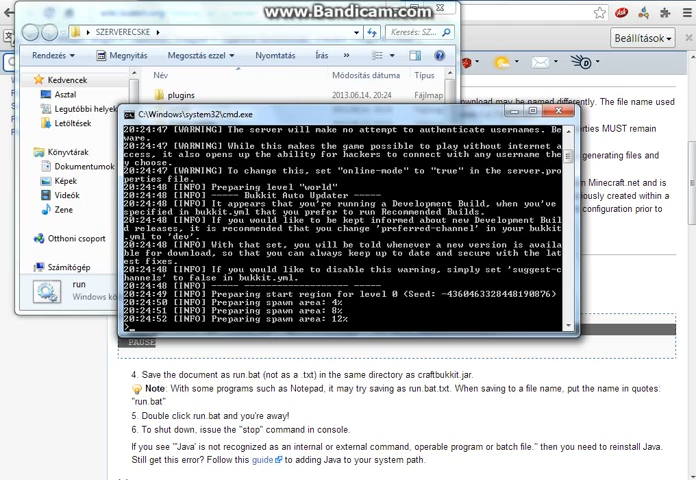 www.Bandicam.com
SZERVERECSKE
Keresés: SZ...
Beállítások
Rendezés
Megnyitás
Megosztás ezzel
Nyomtatás
Írás
Név
Módosítás dátuma
Típus
Kedvencek
Asztal
Legutóbbi helyek
Letöltések
plugins
2013.06.14. 20:24
Fájlmap
Könyvtárak
Dokumentumok
Képek
Videók
Zene
Otthoni csoport
Számítógép
run
ownload may be named differently. The file name used
perties MUST remain
generating files and
m Minecraft.net and is
eviously created within a
configuration prior to
C:\Windows\system32\cmd.exe
20:24:47 [WARNING] The server will make no attempt to authenticate usernames. Be
ware.
20:24:47 [WARNING] While this makes the game possible to play without internet a
ccess, it also opens up the ability for hackers to connect with any username the
y choose.
20:24:47 [WARNING] To change this, set "online-mode" to "true" in the server.pro
perties file.
20:24:48 [INFO] Preparing level "world"
20:24:48 [INFO] ----- Bukkit Auto Updater -----
20:24:48 [INFO] It appears that you're running a Development Build, when you've
specified in bukkit.yml that you prefer to run Recommended Builds.
20:24:48 [INFO] If you would like to be kept informed about new Development Buil
d releases, it is recommended that you change 'preferred-channel' in your bukkit
.yml to 'dev'.
20:24:48 [INFO] With that set, you will be told whenever a new version is availa
ble for download, so that you can always keep up to date and secure with the lat
est fixes.
20:24:48 [INFO] If you would like to disable this warning, simply set 'suggest-c
hannels' to false in bukkit.yml.
20:24:48 [INFO] ----- ------------------- -----
20:24:49 [INFO] Preparing start region for level 0 (Seed: -4360463328448190876)
20:24:50 [INFO] Preparing spawn area: 4%
20:24:51 [INFO] Preparing spawn area: 8%
20:24:52 [INFO] Preparing spawn area: 12%
>
PAUSE
4. Save the document as run.bat (not as a .txt) in the same directory as craftbukkit.jar.
Note: With some programs such as Notepad, it may try saving as run.bat.txt. When saving to a file name, put the name in quotes:
"run.bat"
5. Double click run.bat and you're away!
6. To shut down, issue the "stop" command in console.
If you see "'Java' is not recognized as an internal or external command, operable program or batch file." then you need to reinstall Java.
Still get this error? Follow this guide to adding Java to your system path.